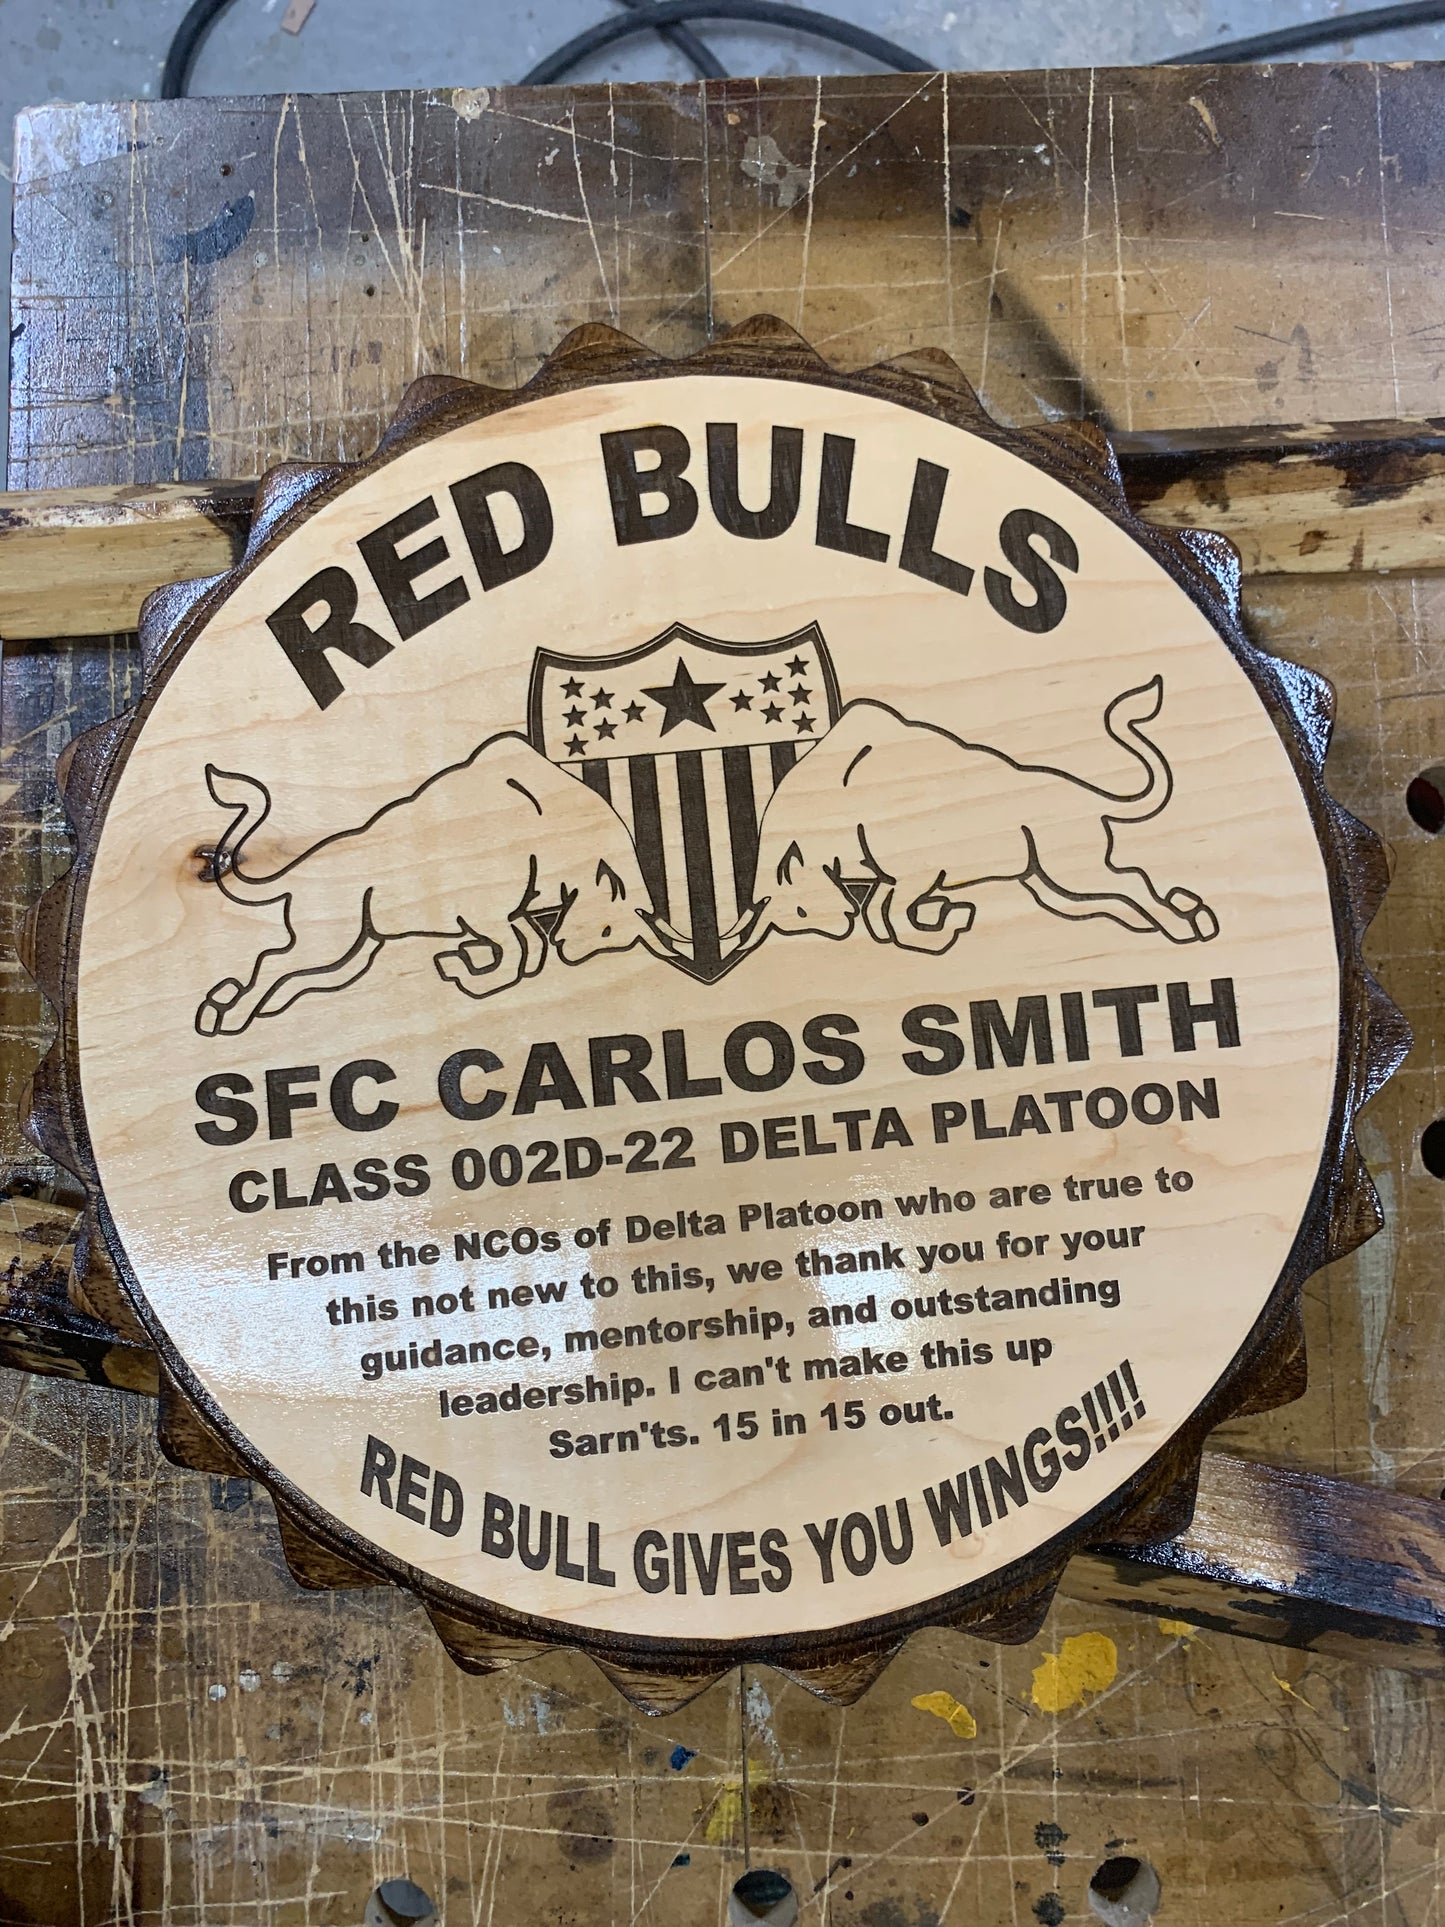 RED BULLS
SFC CARLOS SMITH
CLASS 002D-22 DELTA PLATOON
From the NCOs of Delta Platoon who are true to
this not new to this, we thank you for your
guidance, mentorship, and outstanding
leadership. I can't make this up
Sarn'ts. 15 in 15 out.
RED BULL GIVES YOU WINGS!!!!